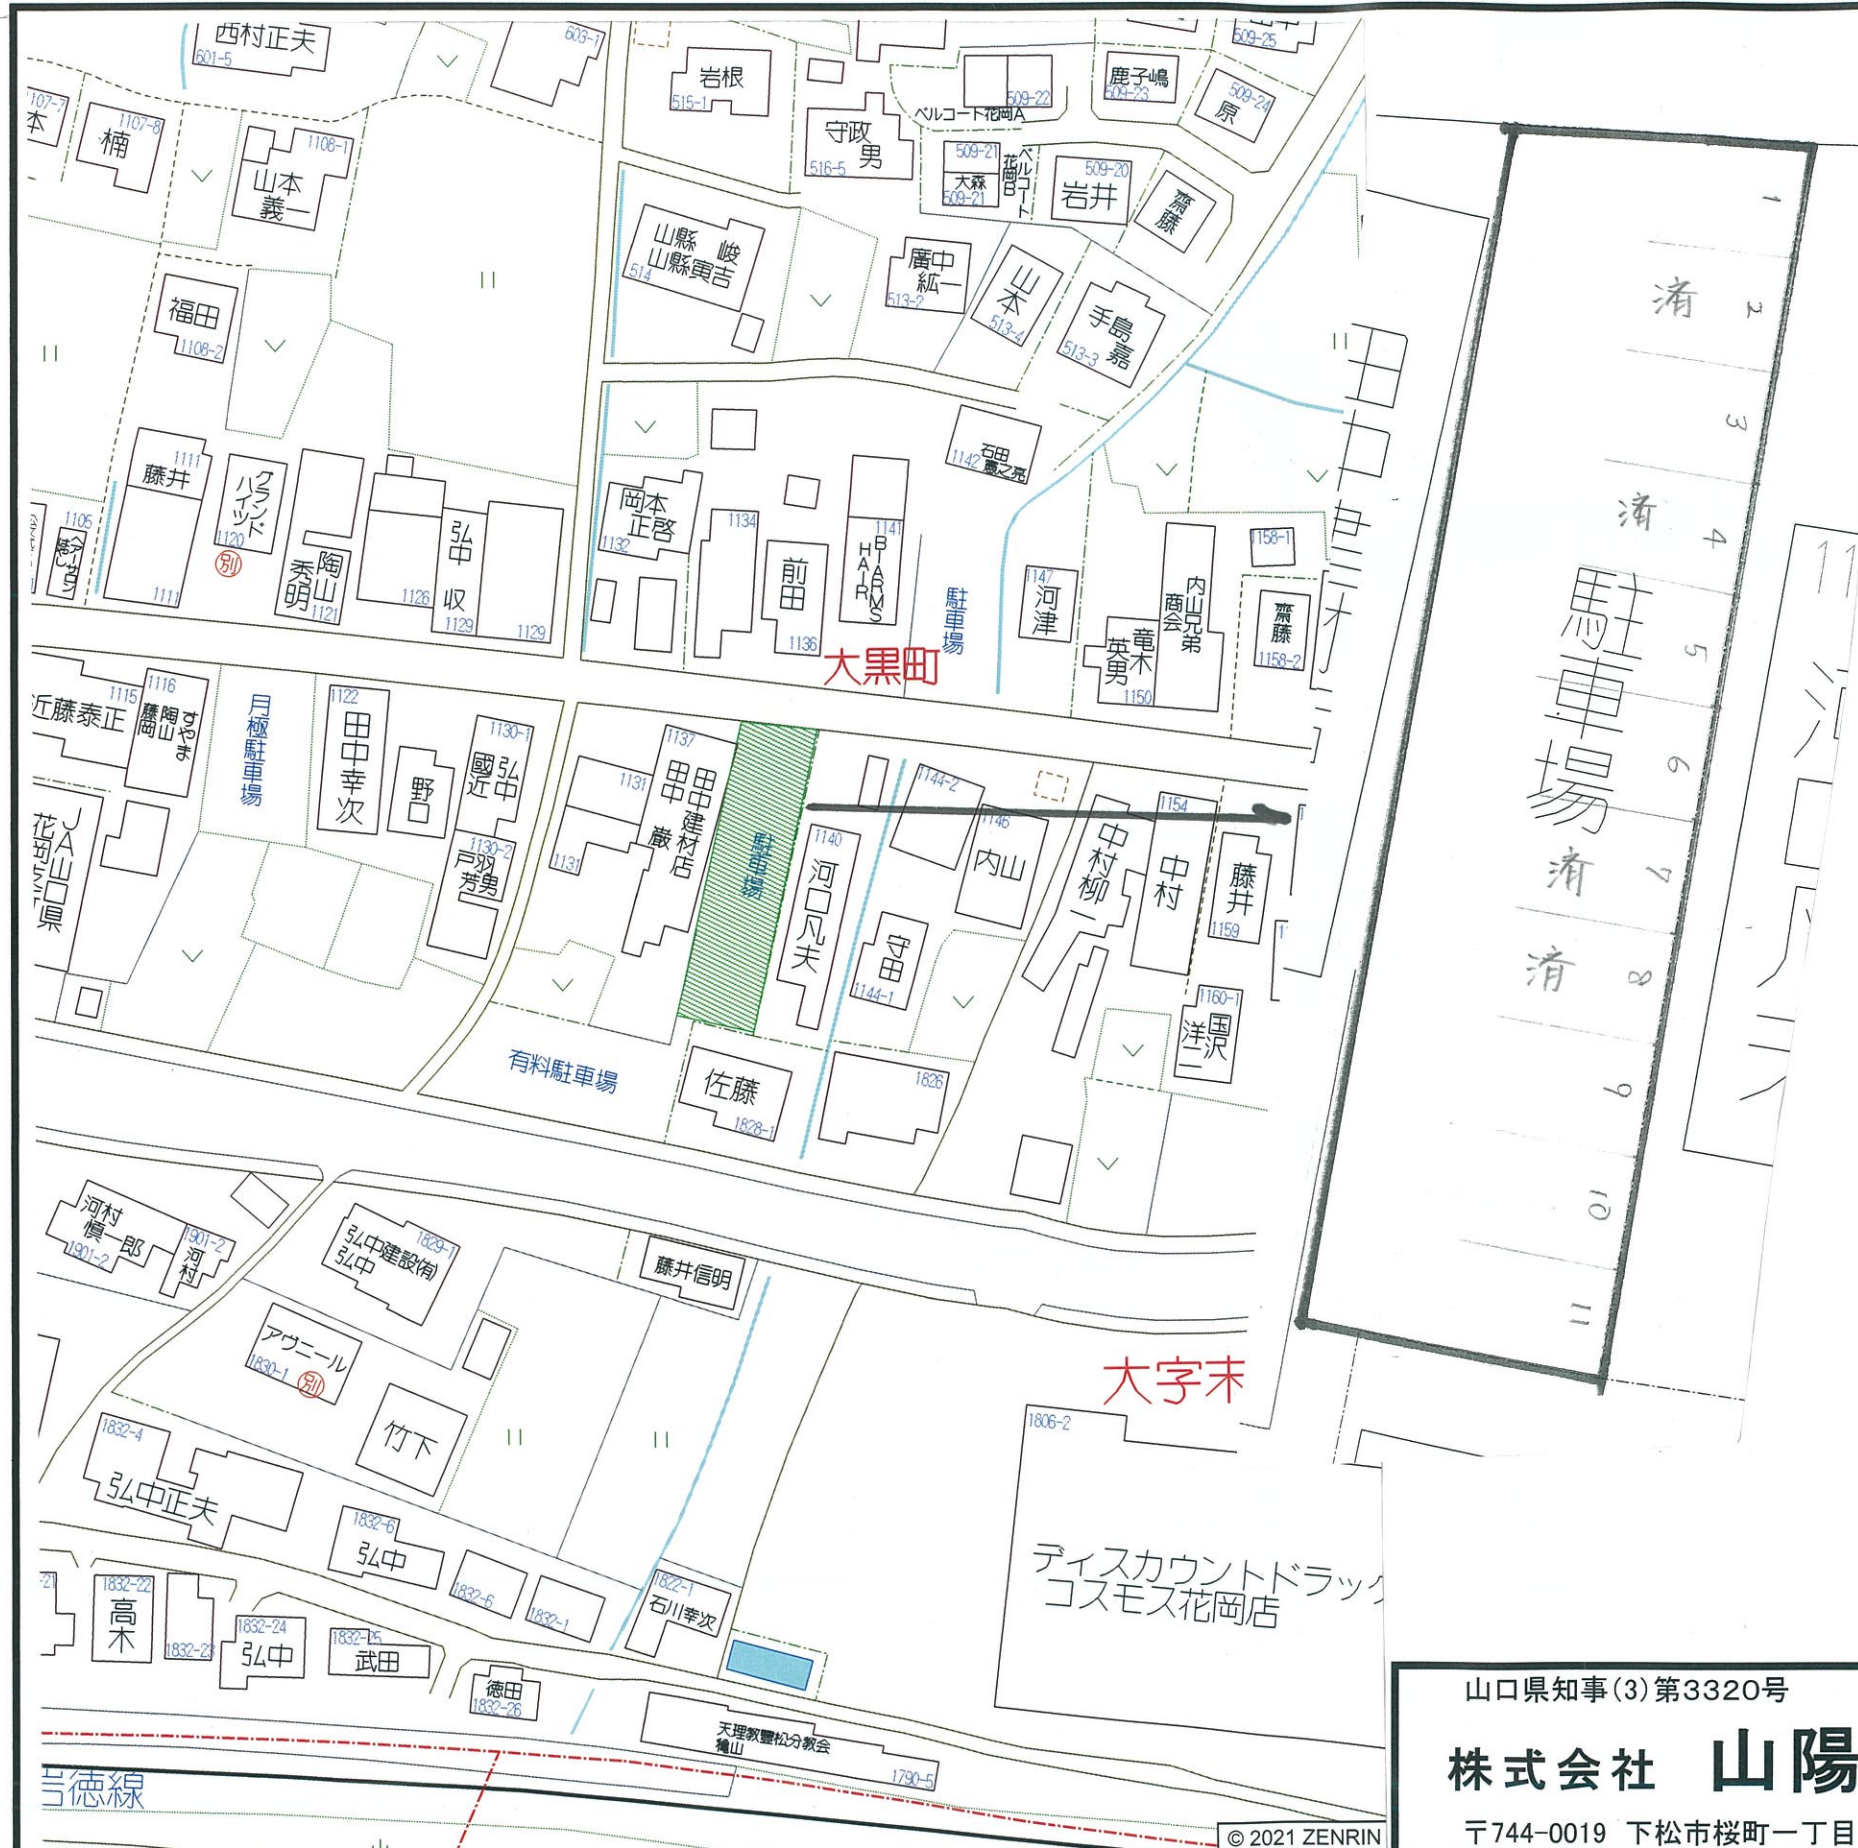 西村正夫
601-5
603-1
岩根
515-1
509-22
ベルコート花岡A
鹿子嶋
509-23
509-24
原
509-25
107-7
本
1107-8
楠
1108-1
山本
義一
守政
男
516-5
509-21
大森
509-21
ベルコート
花岡B
509-20
岩井
齋藤
山縣 峻
山縣寅吉
514
廣中
紘一
513-2
山本
513-4
手島
嘉
513-3
福田
1108-2
1111
藤井
1111
グランド
ハイツ
1120
別
陶山
秀明
1121
1126
弘中
収
1129
1129
1105
岡本
正啓
1132
1134
前田
1136
1141
BIARMS
HAIR
石田
憲之亮
1142
駐車場
1147
河津
内山兄弟
商会
竜木
英男
1150
1158-1
齋藤
1158-2
大黒町
近藤泰正
1115
1116
すやま
陶山
藤岡
月極駐車場
1122
田中幸次
野口
1130-1
弘中
國近
1130-2
戸羽
芳男
1131
1131
1137
田中建材店
田中 巌
駐車場
1140
河口凡夫
1144-2
1146
内山
守田
1144-1
中村柳一
1154
中村
藤井
1159
1160-1
国沢
洋二
JA山口県
有料駐車場
佐藤
1828-1
1826
河村
慎一郎
1901-2
1901-2
河村
1829-1
弘中建設(有)
弘中
藤井信明
アヴニール
1830-1
別
竹下
大字末
1806-2
ディスカウントドラッグ
コスモス花岡店
1832-4
弘中正夫
1832-6
弘中
1832-6
1832-1
1822-1
石川幸次
-21
1832-22
高木
1832-23
1832-24
弘中
1832-25
武田
徳田
1832-26
天理教豊松分教会
龝山
1790-5
岩徳線
© 2021 ZENRIN
1
2
済
3
済
4
5
6
7
済
8
済
9
10
11
駐車場
山口県知事(3)第3320号
株式会社 山陽
〒744-0019 下松市桜町一丁目